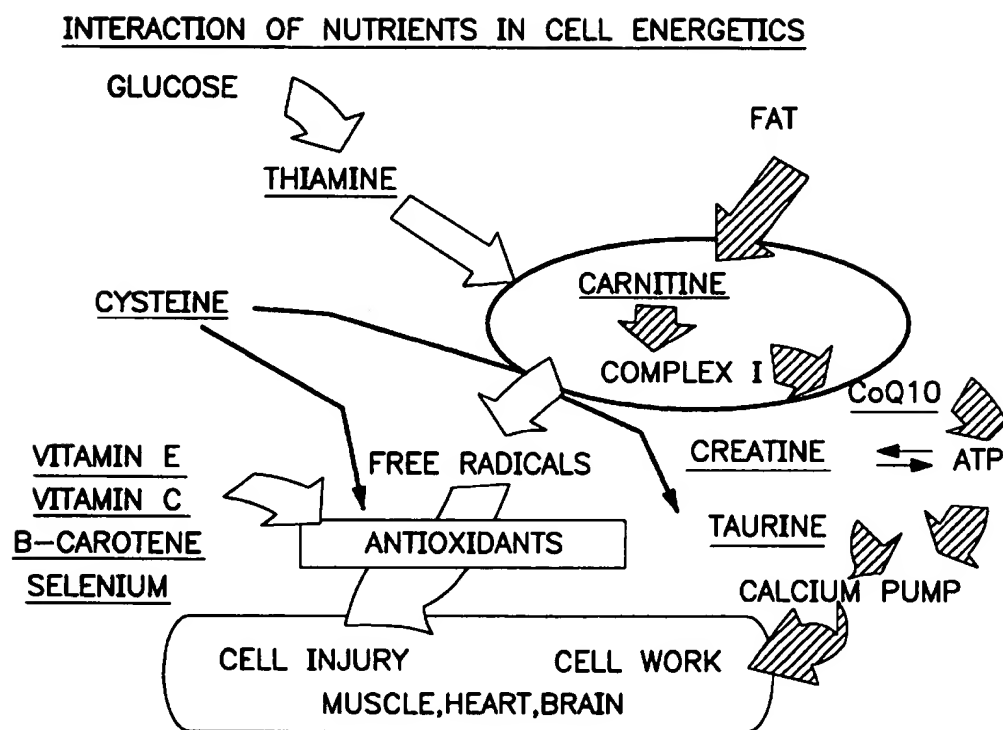 INTERACTION OF NUTRIENTS IN CELL ENERGETICS
GLUCOSE
FAT
THIAMINE
CARNITINE
CYSTEINE
COMPLEX I
CoQ10
CREATINE
ATP
VITAMIN E
FREE RADICALS
VITAMIN C
TAURINE
B-CAROTENE
ANTIOXIDANTS
SELENIUM
CALCIUM PUMP
CELL INJURY
CELL WORK
MUSCLE,HEART,BRAIN